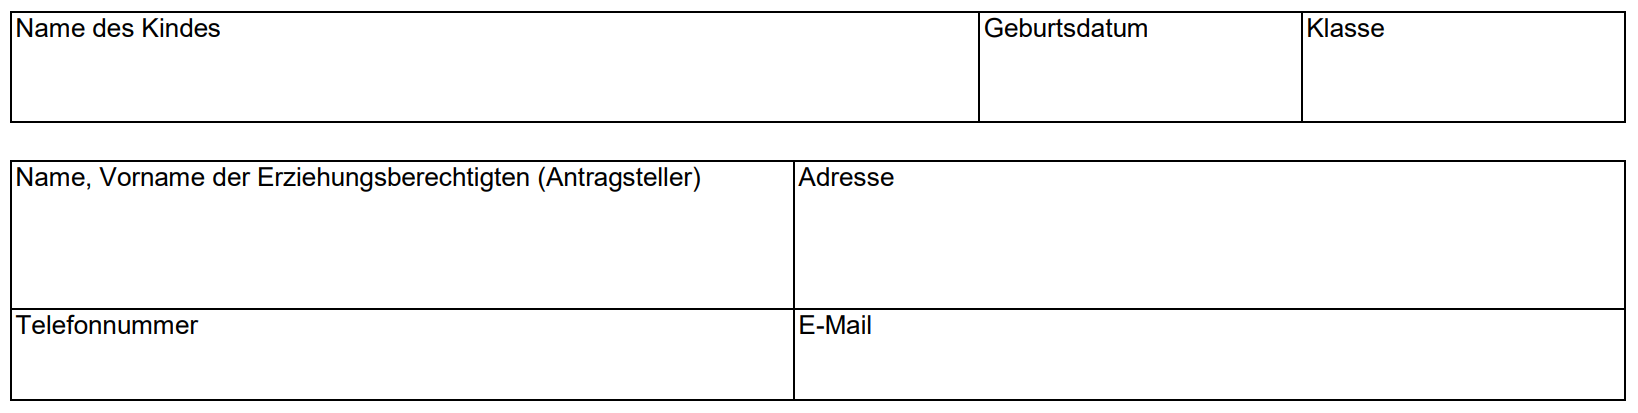 Name des Kindes
Geburtsdatum
Klasse
Name, Vorname der Erziehungsberechtigten (Antragsteller)
Adresse
Telefonnummer
E-Mail